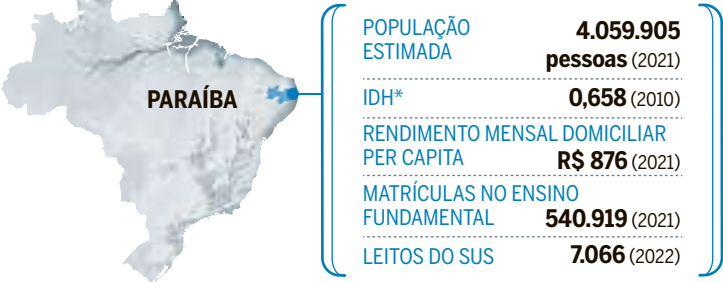 PARAÍBA
POPULAÇÃO
ESTIMADA
4.059.905
pessoas (2021)
IDH* 0,658 (2010)
RENDIMENTO MENSAL DOMICILIAR
PER CAPITA R$ 876 (2021)
MATRÍCULAS NO ENSINO
FUNDAMENTAL 540.919 (2021)
LEITOS DO SUS 7.066 (2022)